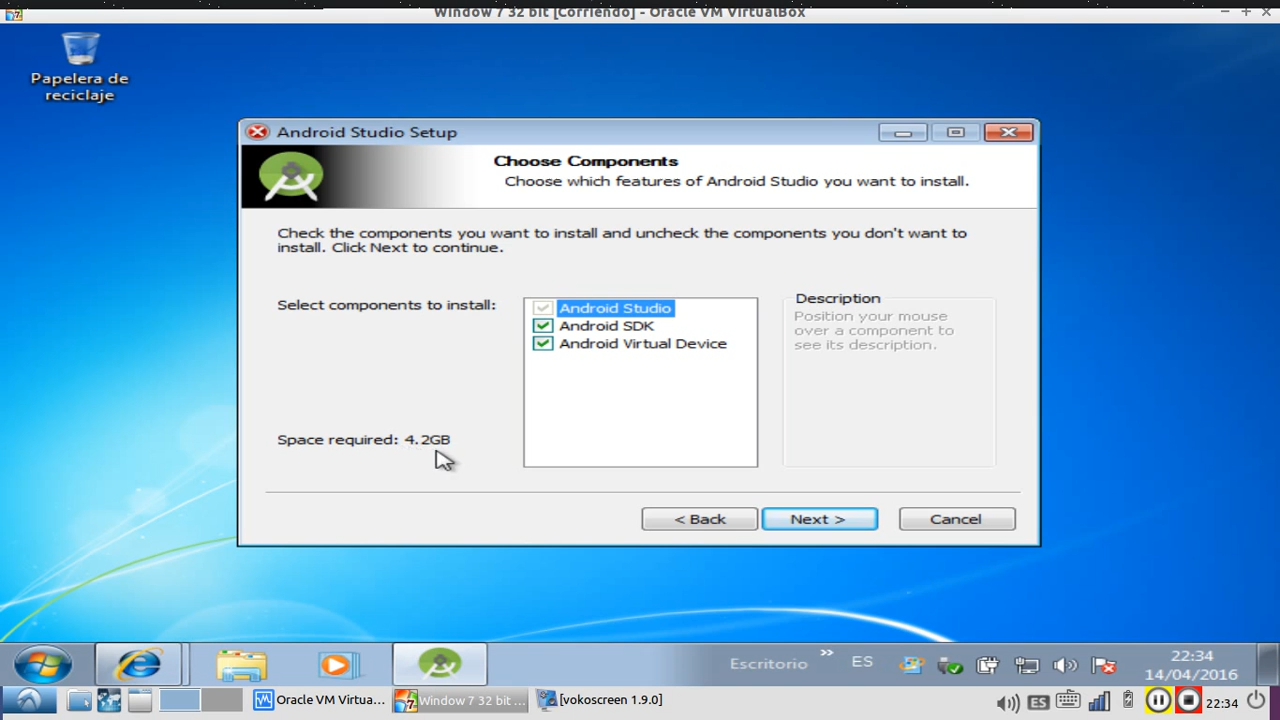 Window 7 32 bit [Corriendo] - Oracle VM VirtualBox
Papelera de
reciclaje
Android Studio Setup
Choose Components
Choose which features of Android Studio you want to install.
Check the components you want to install and uncheck the components you don't want to
install. Click Next to continue.
Select components to install:
Android Studio
Android SDK
Android Virtual Device
Description
Position your mouse
over a component to
see its description.
Space required: 4.2GB
< Back
Next >
Cancel
Escritorio
»
ES
22:34
14/04/2016
Oracle VM Virtua...
Window 7 32 bit ...
[vokoscreen 1.9.0]
ES
22:34